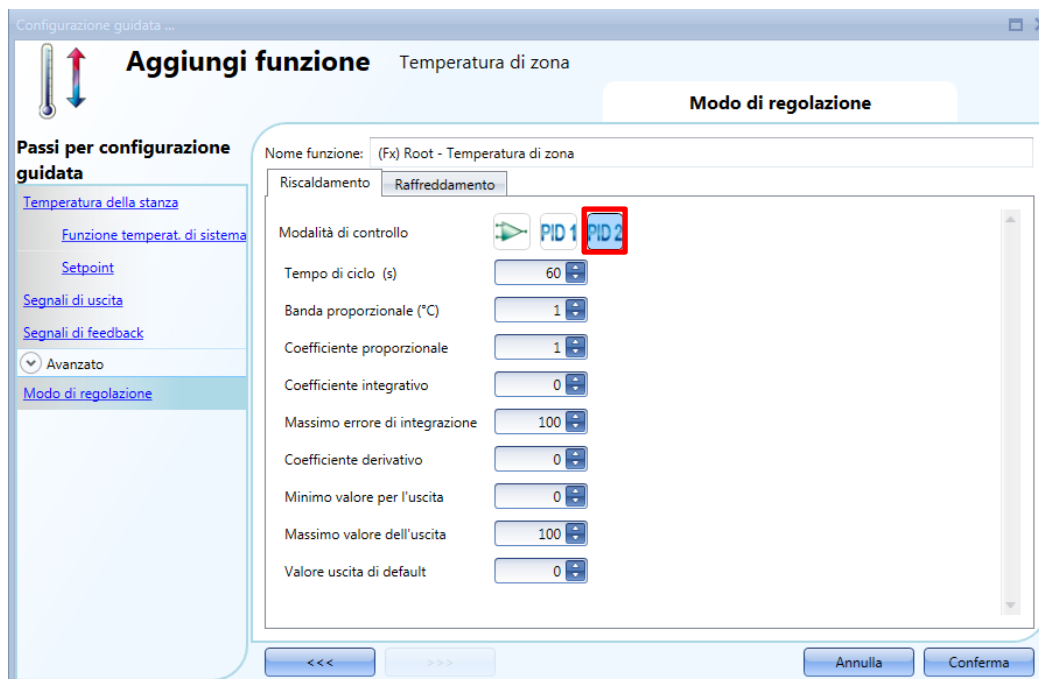 Configurazione guidata ...
Aggiungi funzione Temperatura di zona
Modo di regolazione
Passi per configurazione
guidata
Temperatura della stanza
Funzione temperat. di sistema
Setpoint
Segnali di uscita
Segnali di feedback
Avanzato
Modo di regolazione
Nome funzione: (Fx) Root - Temperatura di zona
Riscaldamento Raffreddamento
Modalità di controllo PID 1 PID 2
Tempo di ciclo (s) 60
Banda proporzionale (°C) 1
Coefficiente proporzionale 1
Coefficiente integrativo 0
Massimo errore di integrazione 100
Coefficiente derivativo 0
Minimo valore per l'uscita 0
Massimo valore dell'uscita 100
Valore uscita di default 0
<<< >>> Annulla Conferma